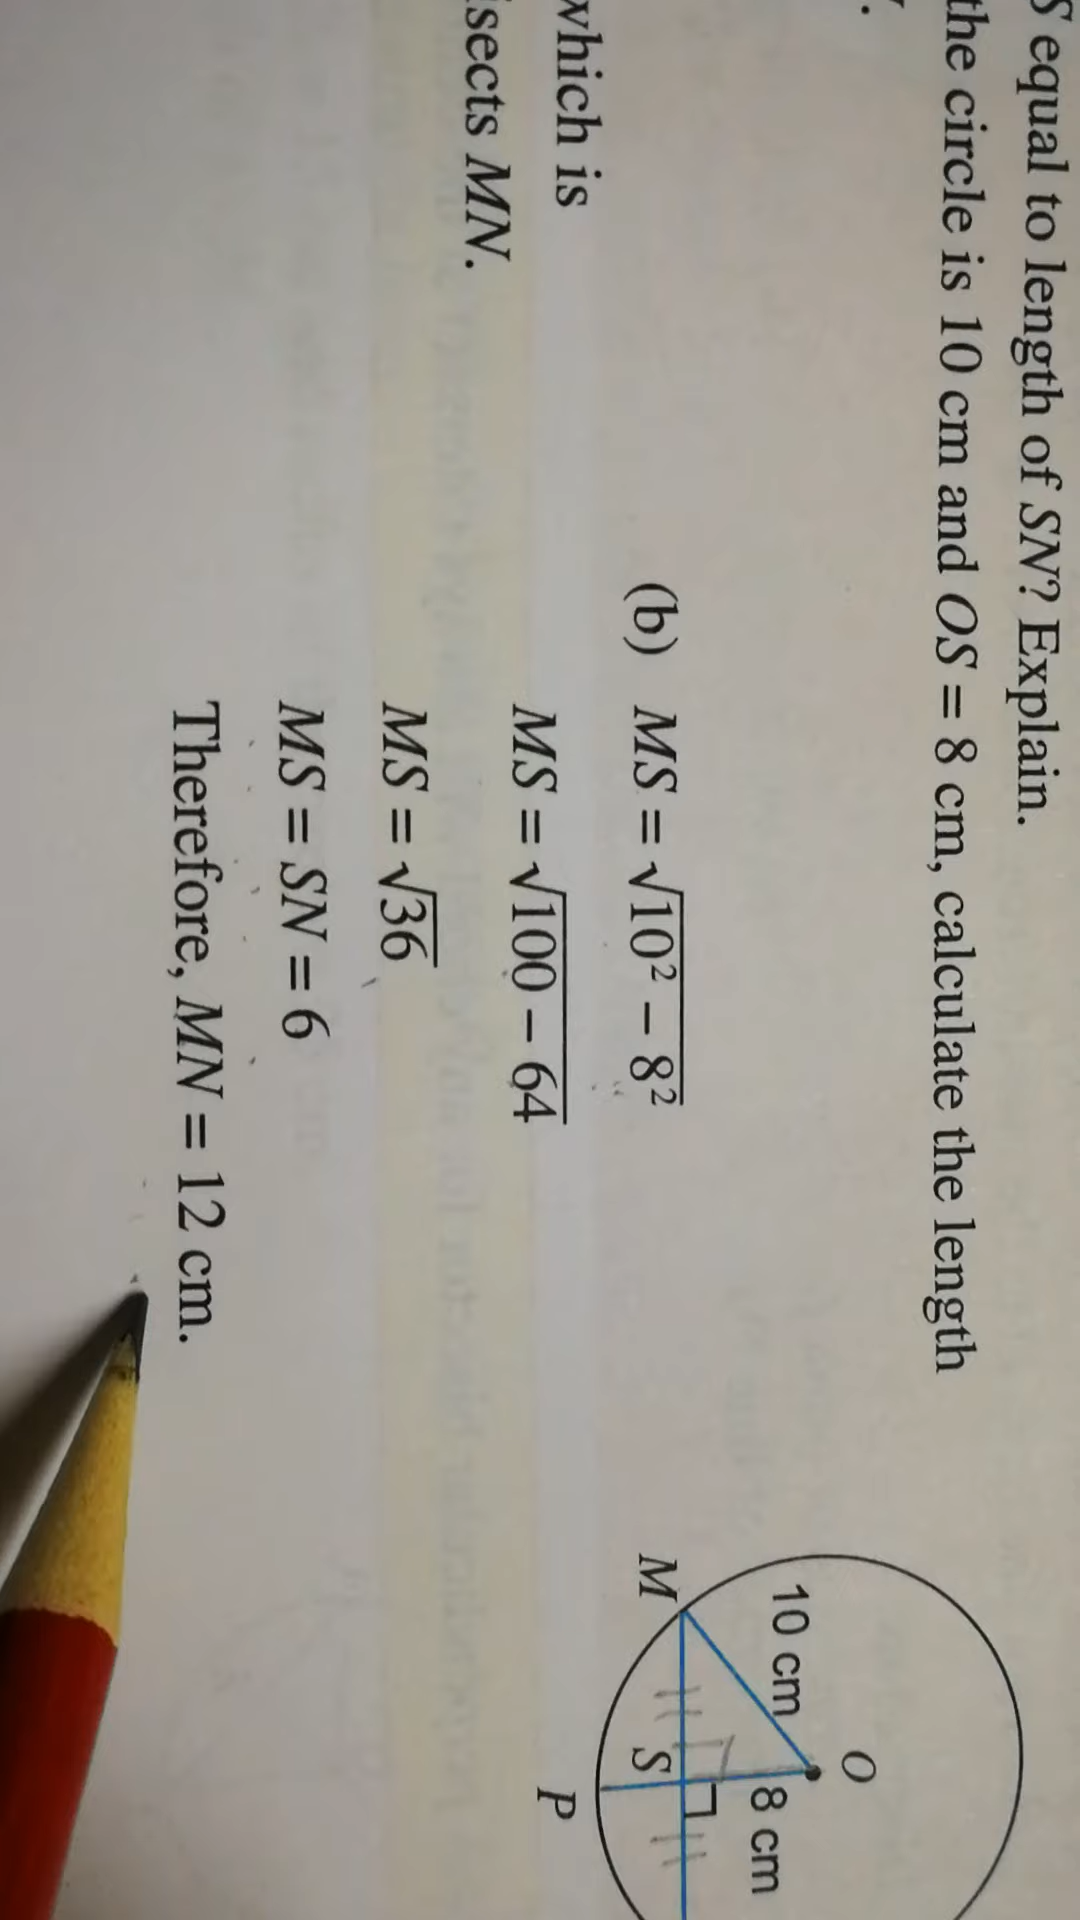 S equal to length of SN? Explain.
the circle is 10 cm and OS = 8 cm, calculate the length
which is
isects MN.
(b) MS = √10² − 8²
MS = √100 − 64
MS = √36
MS = SN = 6
Therefore, MN = 12 cm.
O
10 cm
8 cm
M
S
P